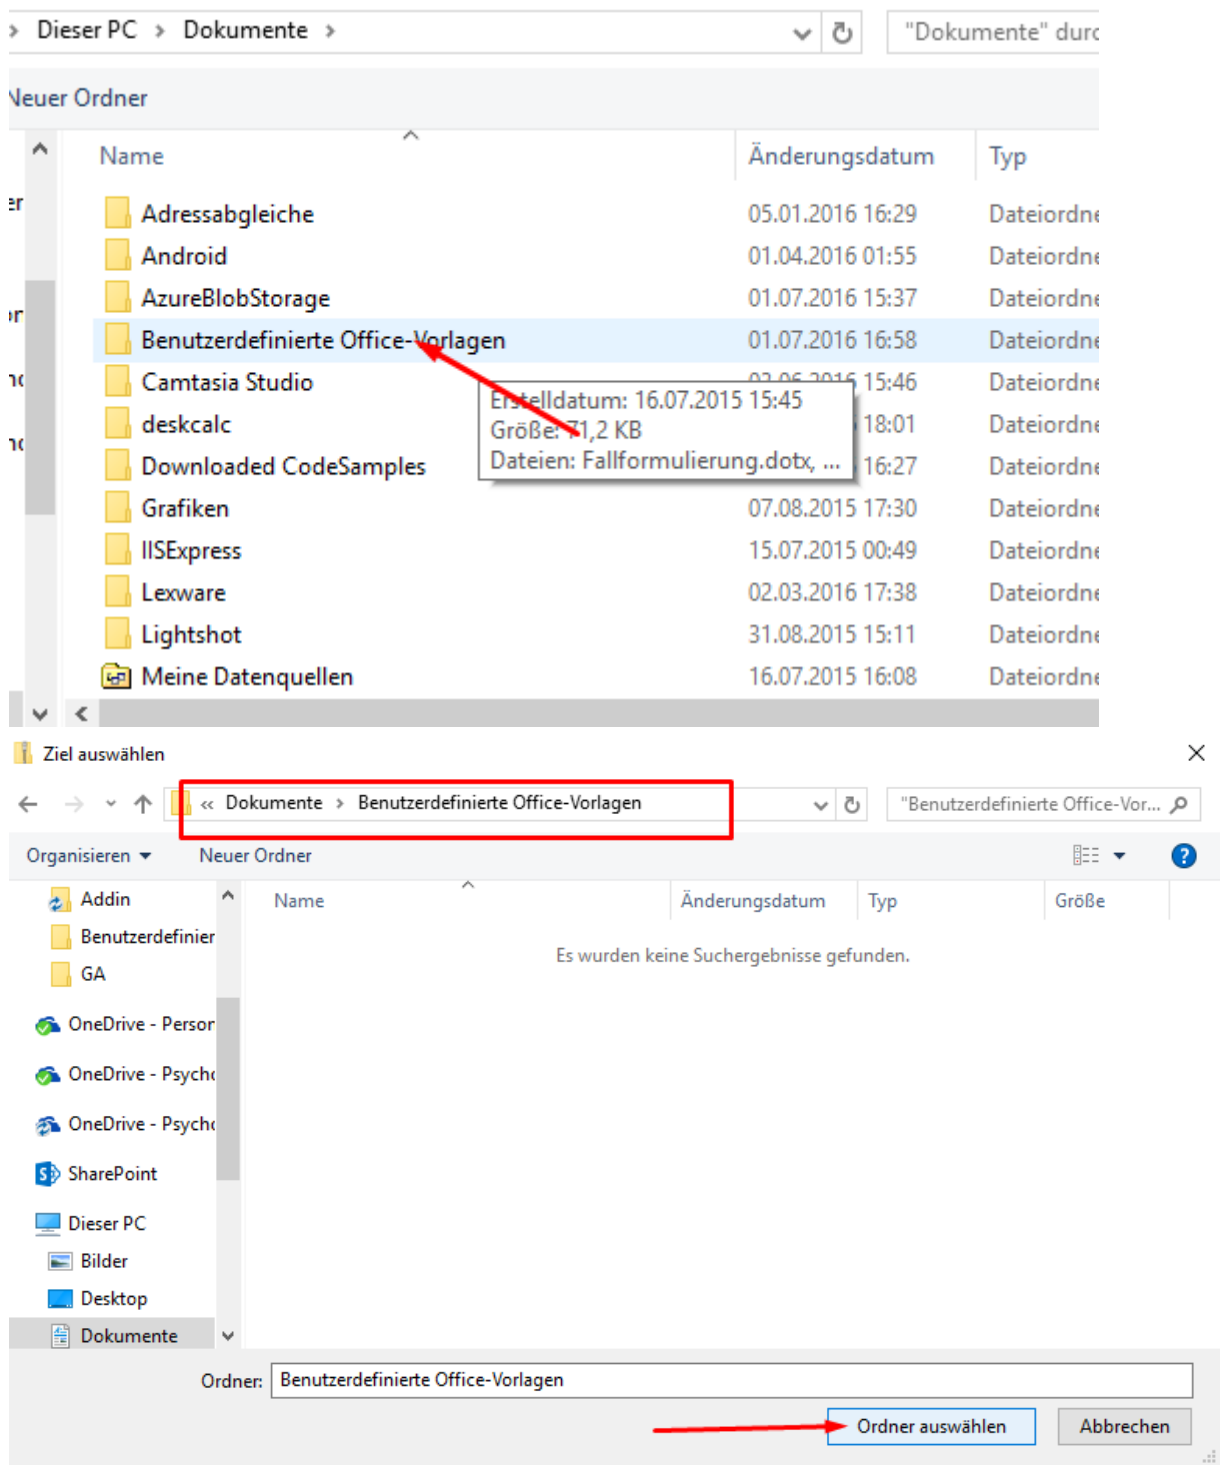 Dieser PC > Dokumente > "Dokumente" durc
Neuer Ordner
Name Änderungsdatum Typ
Adressabgleiche 05.01.2016 16:29 Dateiordne
Android 01.04.2016 01:55 Dateiordne
AzureBlobStorage 01.07.2016 15:37 Dateiordne
Benutzerdefinierte Office-Vorlagen 01.07.2016 16:58 Dateiordne
Camtasia Studio 15:46 Dateiordne
Erstelldatum: 16.07.2015 15:45
Größe: 71,2 KB
Dateien: Fallformulierung.dotx, ...
deskcalc 18:01 Dateiordne
Downloaded CodeSamples 16:27 Dateiordne
Grafiken 07.08.2015 17:30 Dateiordne
IISExpress 15.07.2015 00:49 Dateiordne
Lexware 02.03.2016 17:38 Dateiordne
Lightshot 31.08.2015 15:11 Dateiordne
Meine Datenquellen 16.07.2015 16:08 Dateiordne
Ziel auswählen
« Dokumente > Benutzerdefinierte Office-Vorlagen "Benutzerdefinierte Office-Vor...
Organisieren Neuer Ordner
Name Änderungsdatum Typ Größe
Es wurden keine Suchergebnisse gefunden.
Addin
Benutzerdefinier
GA
OneDrive - Person
OneDrive - Psycho
OneDrive - Psycho
SharePoint
Dieser PC
Bilder
Desktop
Dokumente
Ordner: Benutzerdefinierte Office-Vorlagen
Ordner auswählen Abbrechen